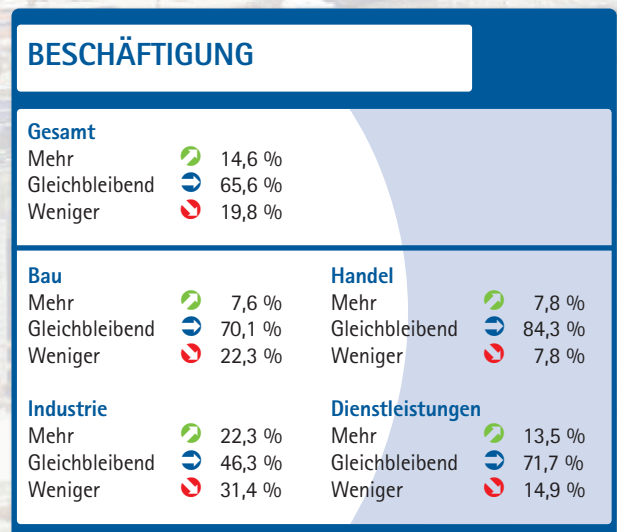 BESCHÄFTIGUNG
Gesamt
Mehr 14,6 %
Gleichbleibend 65,6 %
Weniger 19,8 %
Bau
Mehr 7,6 %
Gleichbleibend 70,1 %
Weniger 22,3 %
Handel
Mehr 7,8 %
Gleichbleibend 84,3 %
Weniger 7,8 %
Industrie
Mehr 22,3 %
Gleichbleibend 46,3 %
Weniger 31,4 %
Dienstleistungen
Mehr 13,5 %
Gleichbleibend 71,7 %
Weniger 14,9 %